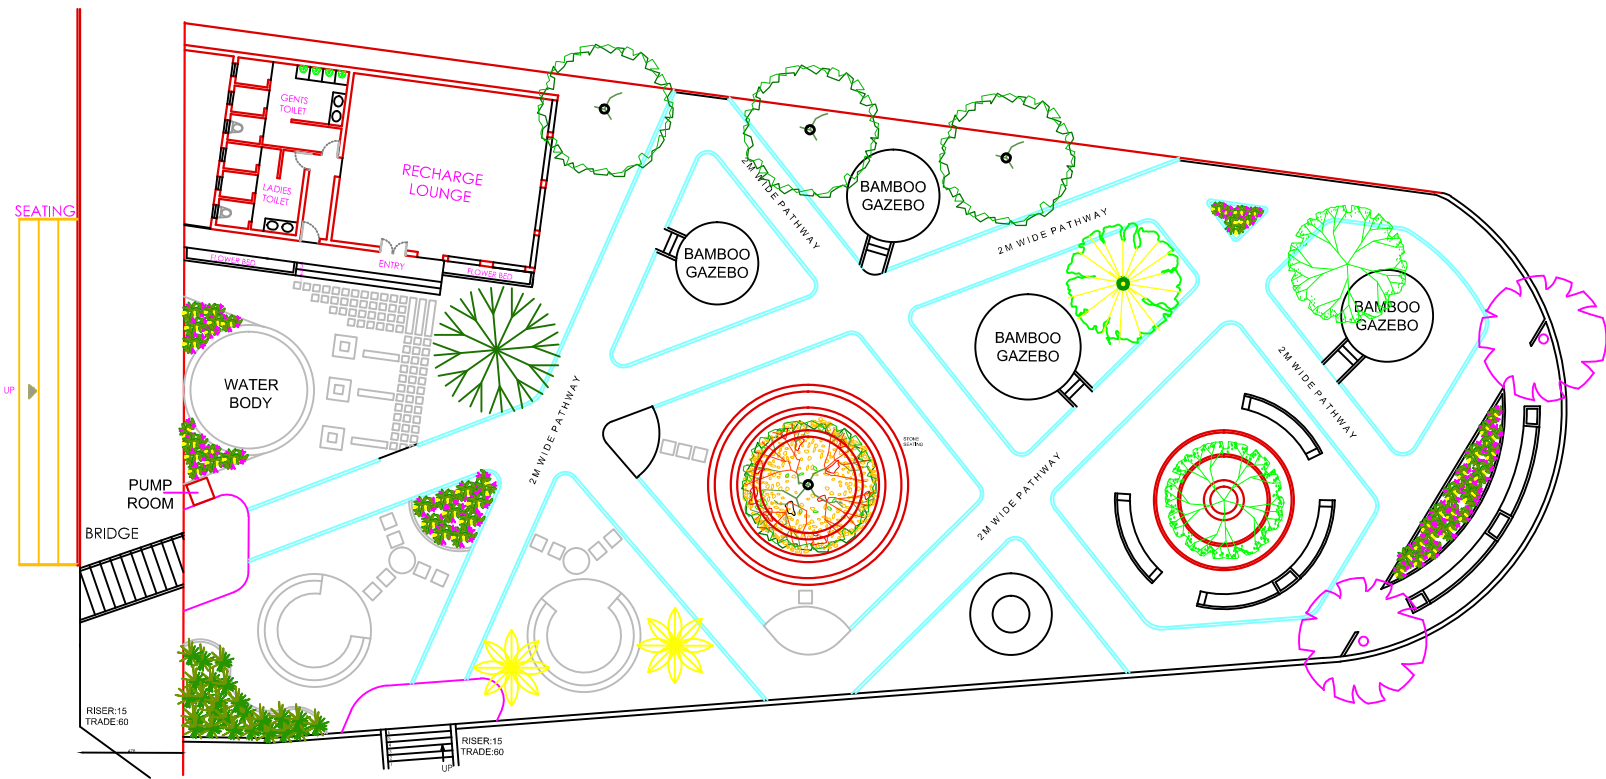 GENTS
TOILET
RECHARGE
LOUNGE
LADIES
TOILET
SEATING
FLOWER BED
ENTRY
FLOWER BED
UP
WATER
BODY
PUMP
ROOM
BRIDGE
RISER:15
TRADE:60
RISER:15
TRADE:60
UP
2M WIDE PATHWAY
BAMBOO
GAZEBO
2M WIDE PATHWAY
BAMBOO
GAZEBO
2M WIDE PATHWAY
BAMBOO
GAZEBO
BAMBOO
GAZEBO
2M WIDE PATHWAY
STONE
SEATING
2M WIDE PATHWAY